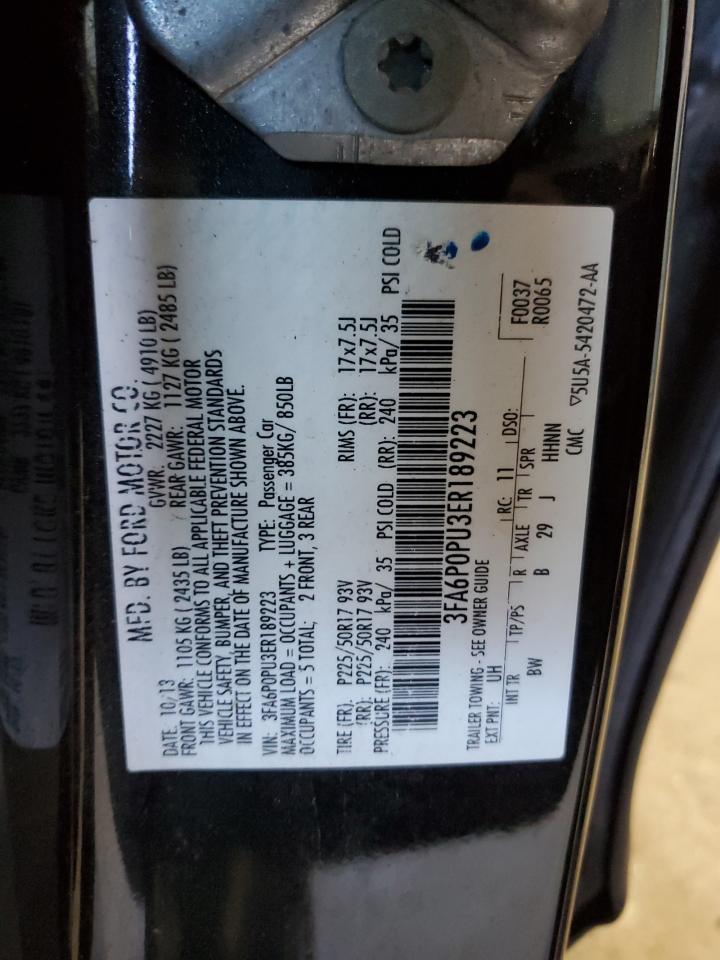 MFD. BY FORD MOTOR CO.
DATE: 10/13 GVWR: 2227 KG ( 4910 LB)
FRONT GAWR: 1105 KG ( 2435 LB) REAR GAWR: 1127 KG ( 2485 LB)
THIS VEHICLE CONFORMS TO ALL APPLICABLE FEDERAL MOTOR
VEHICLE SAFETY, BUMPER, AND THEFT PREVENTION STANDARDS
IN EFFECT ON THE DATE OF MANUFACTURE SHOWN ABOVE.
VIN: 3FA6P0PU3ER189223 TYPE: Passenger Car
MAXIMUM LOAD = OCCUPANTS + LUGGAGE = 385KG/ 850LB
OCCUPANTS = 5 TOTAL; 2 FRONT, 3 REAR
TIRE (FR). P225/50R17 93V RIMS (FR): 17x7.5J
(RR): P225/50R17 93V (RR): 17x7.5J
PRESSURE (FR): 240 kPa/ 35 PSI COLD (RR): 240 kPa/ 35 PSI COLD
3FA6P0PU3ER189223
TRAILER TOWING - SEE OWNER GUIDE
EXT PNT: UH RC: 11 DSO: F0037
R0065
INT TR TP/PS R AXLE TR SPR
BW B 29 J HHNN
CMC ▽5U5A-5420472-AA